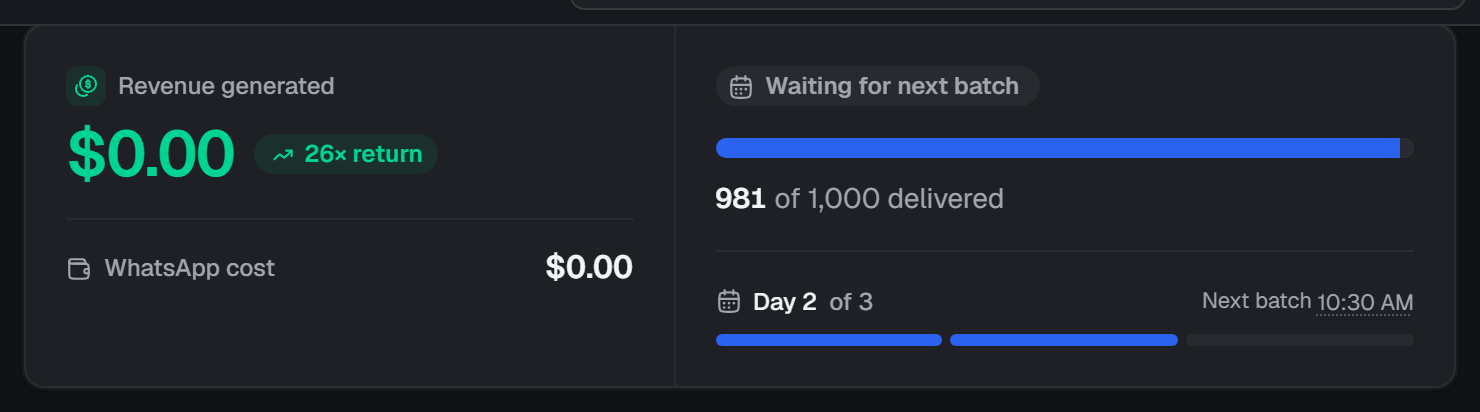 Revenue generated
$0.00
26× return
WhatsApp cost
$0.00
Waiting for next batch
981 of 1,000 delivered
Day 2 of 3
Next batch 10:30 AM